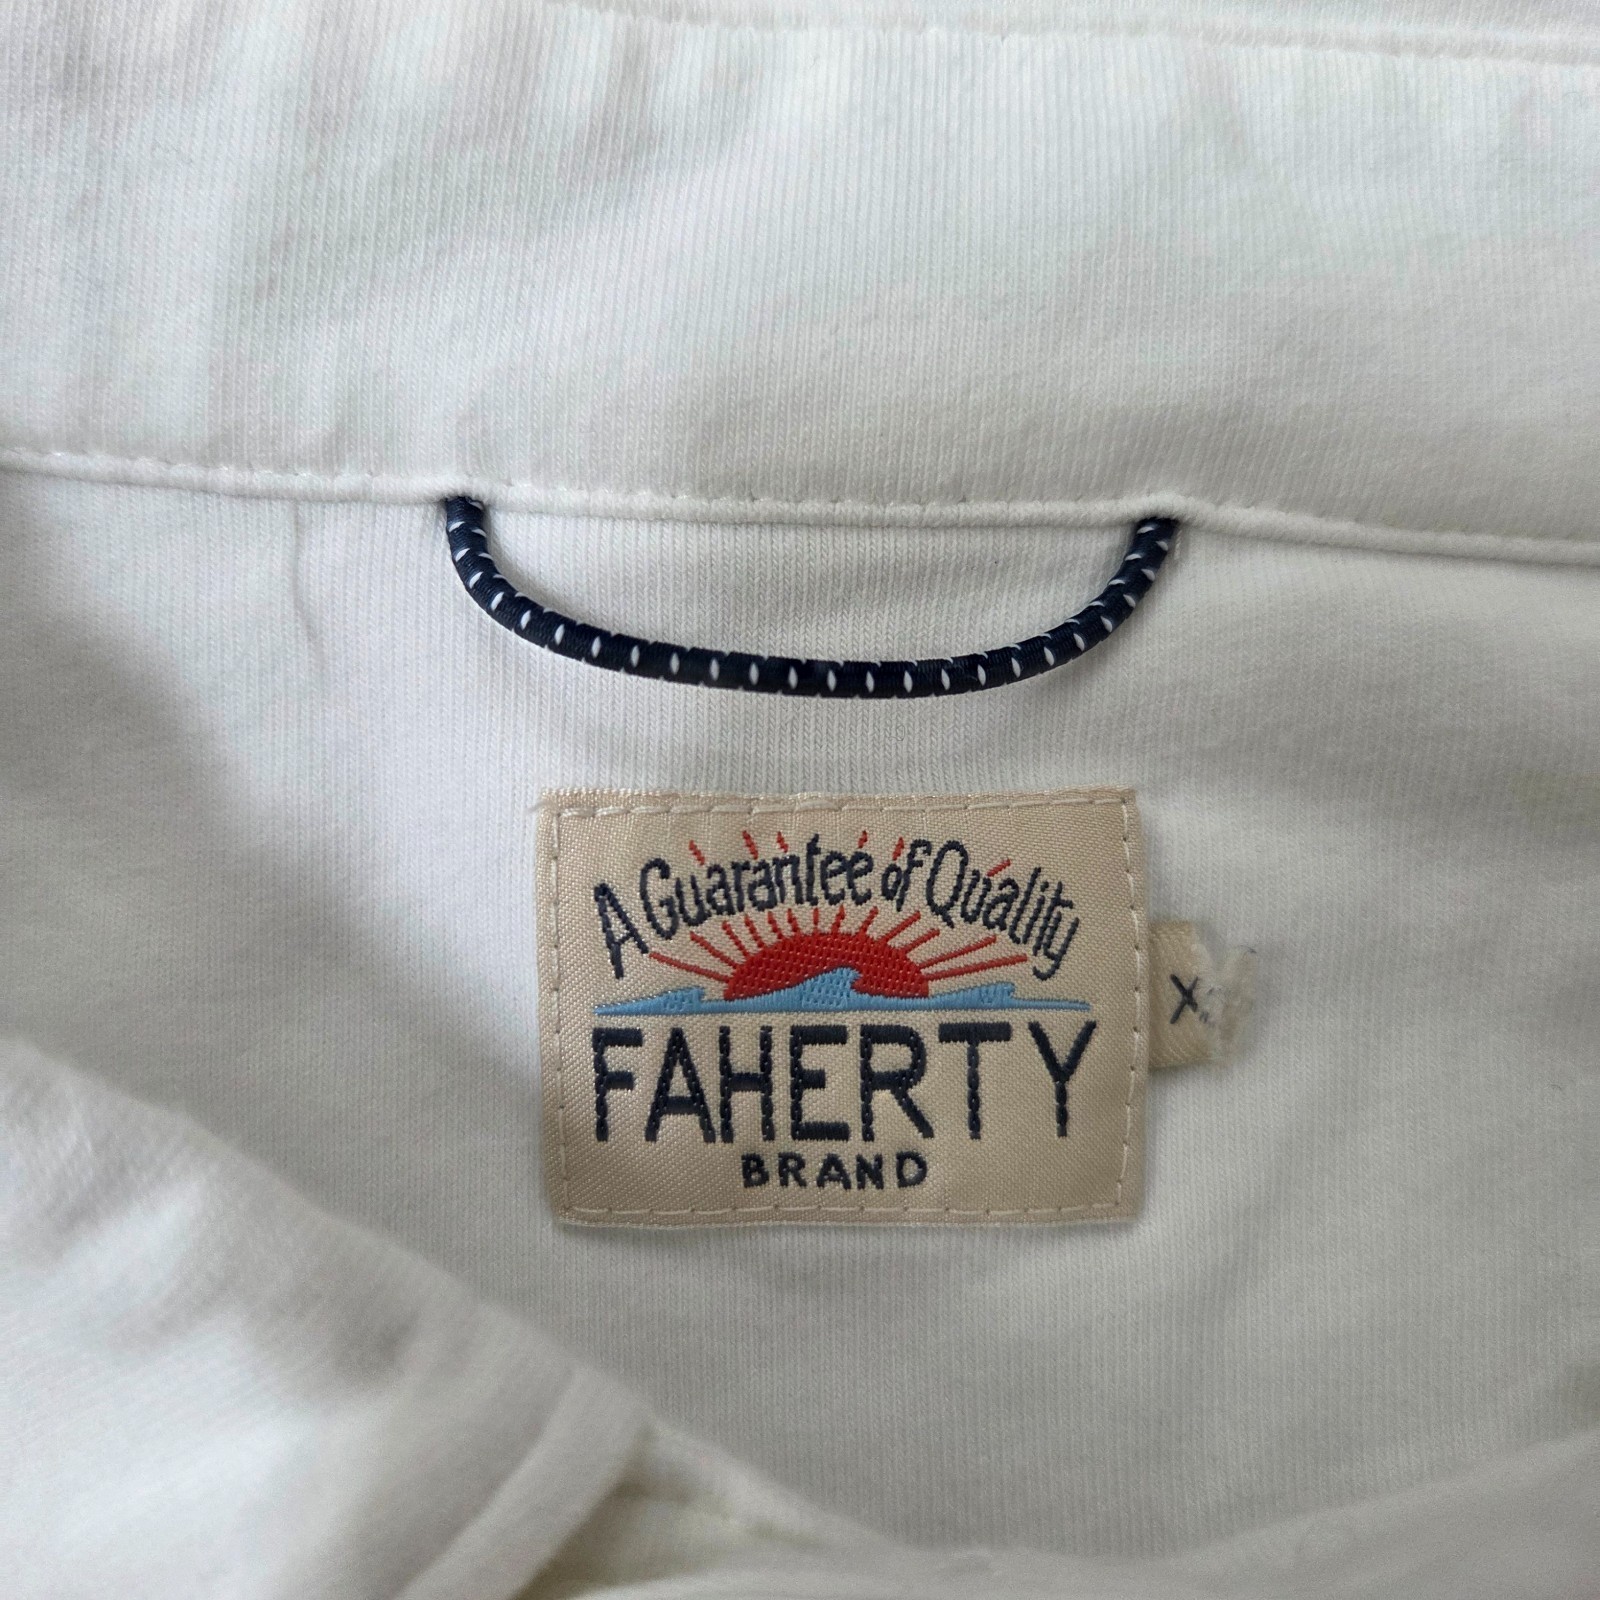 A Guarantee of Quality
FAHERTY
BRAND
X